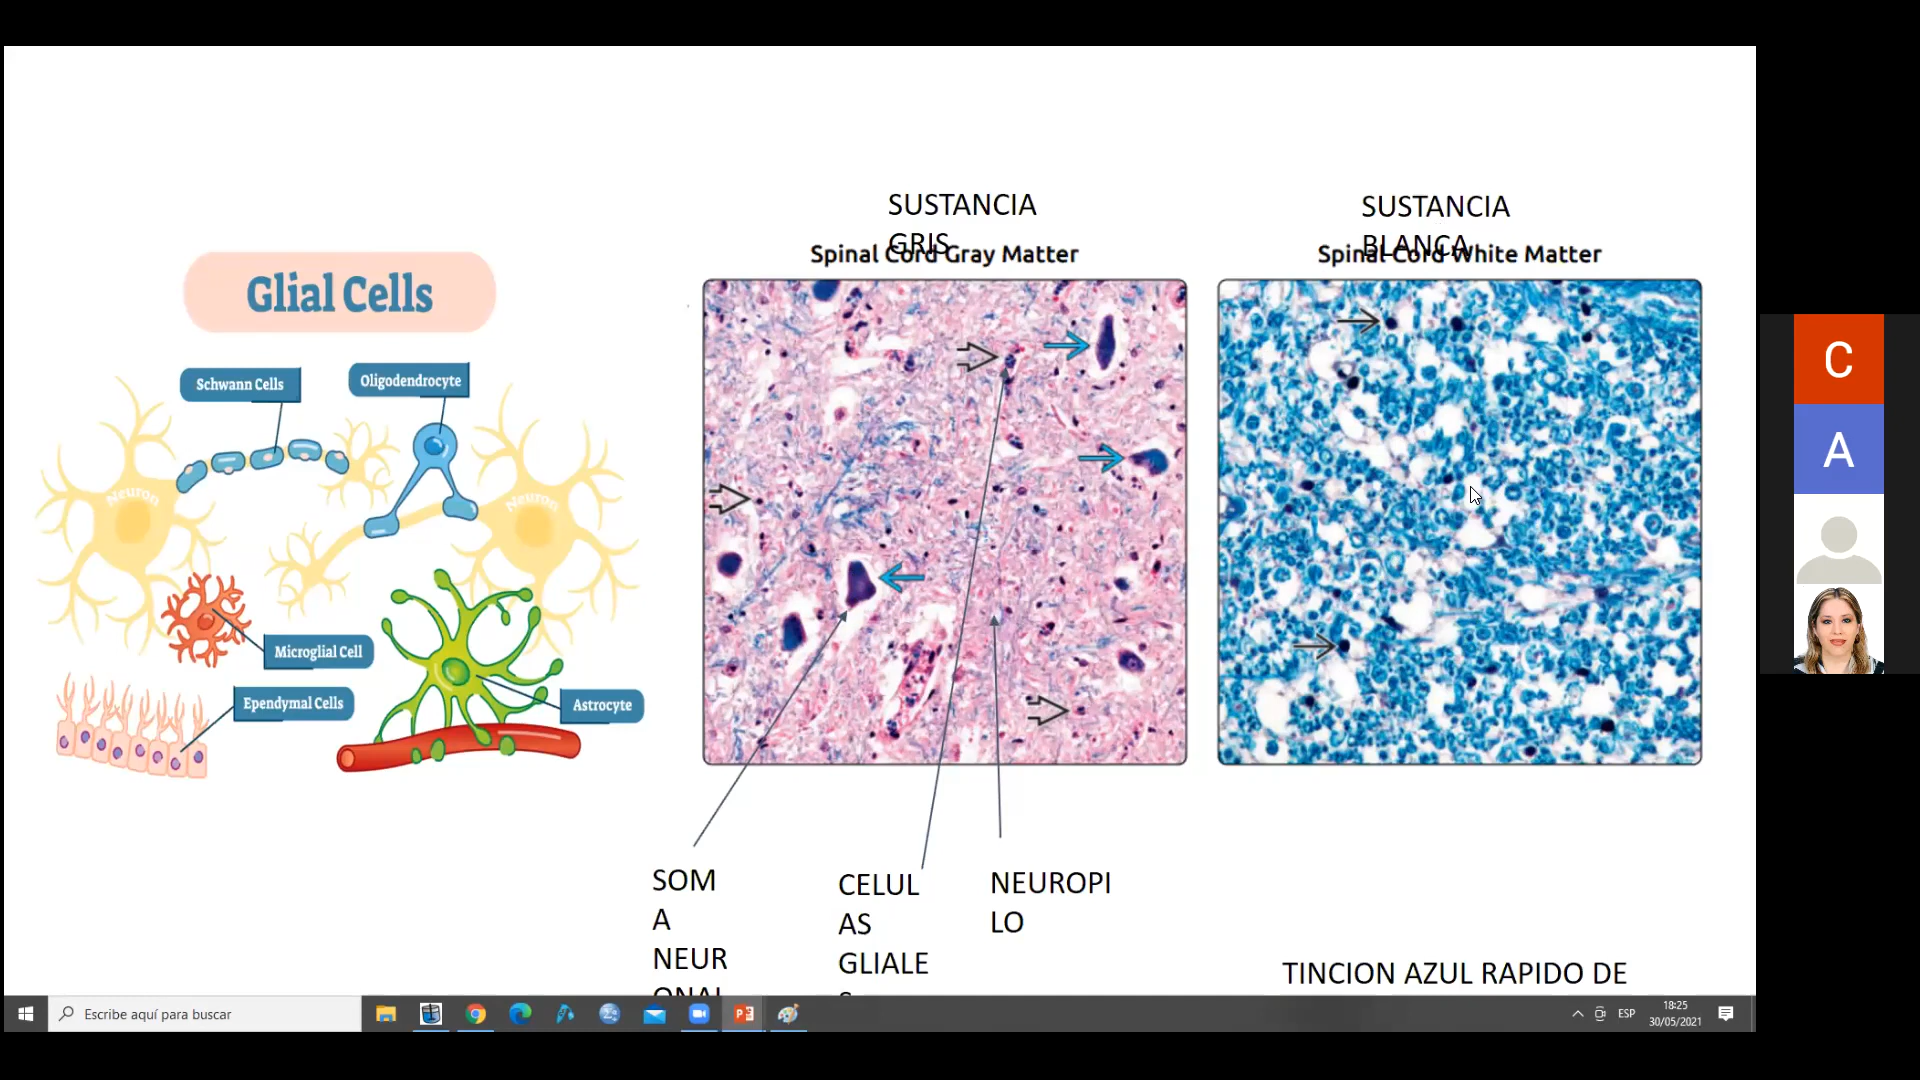 SUSTANCIA
GRIS
SUSTANCIA
BLANCA
Spinal Cord Gray Matter
Spinal Cord White Matter
Glial Cells
Schwann Cells
Oligodendrocyte
Neuron
Neuron
Microglial Cell
Ependymal Cells
Astrocyte
SOM
A
NEUR
ONAL
CELUL
AS
GLIALE
S
NEUROPI
LO
TINCION AZUL RAPIDO DE
C
A
Escribe aquí para buscar
ESP
18:25
30/05/2021